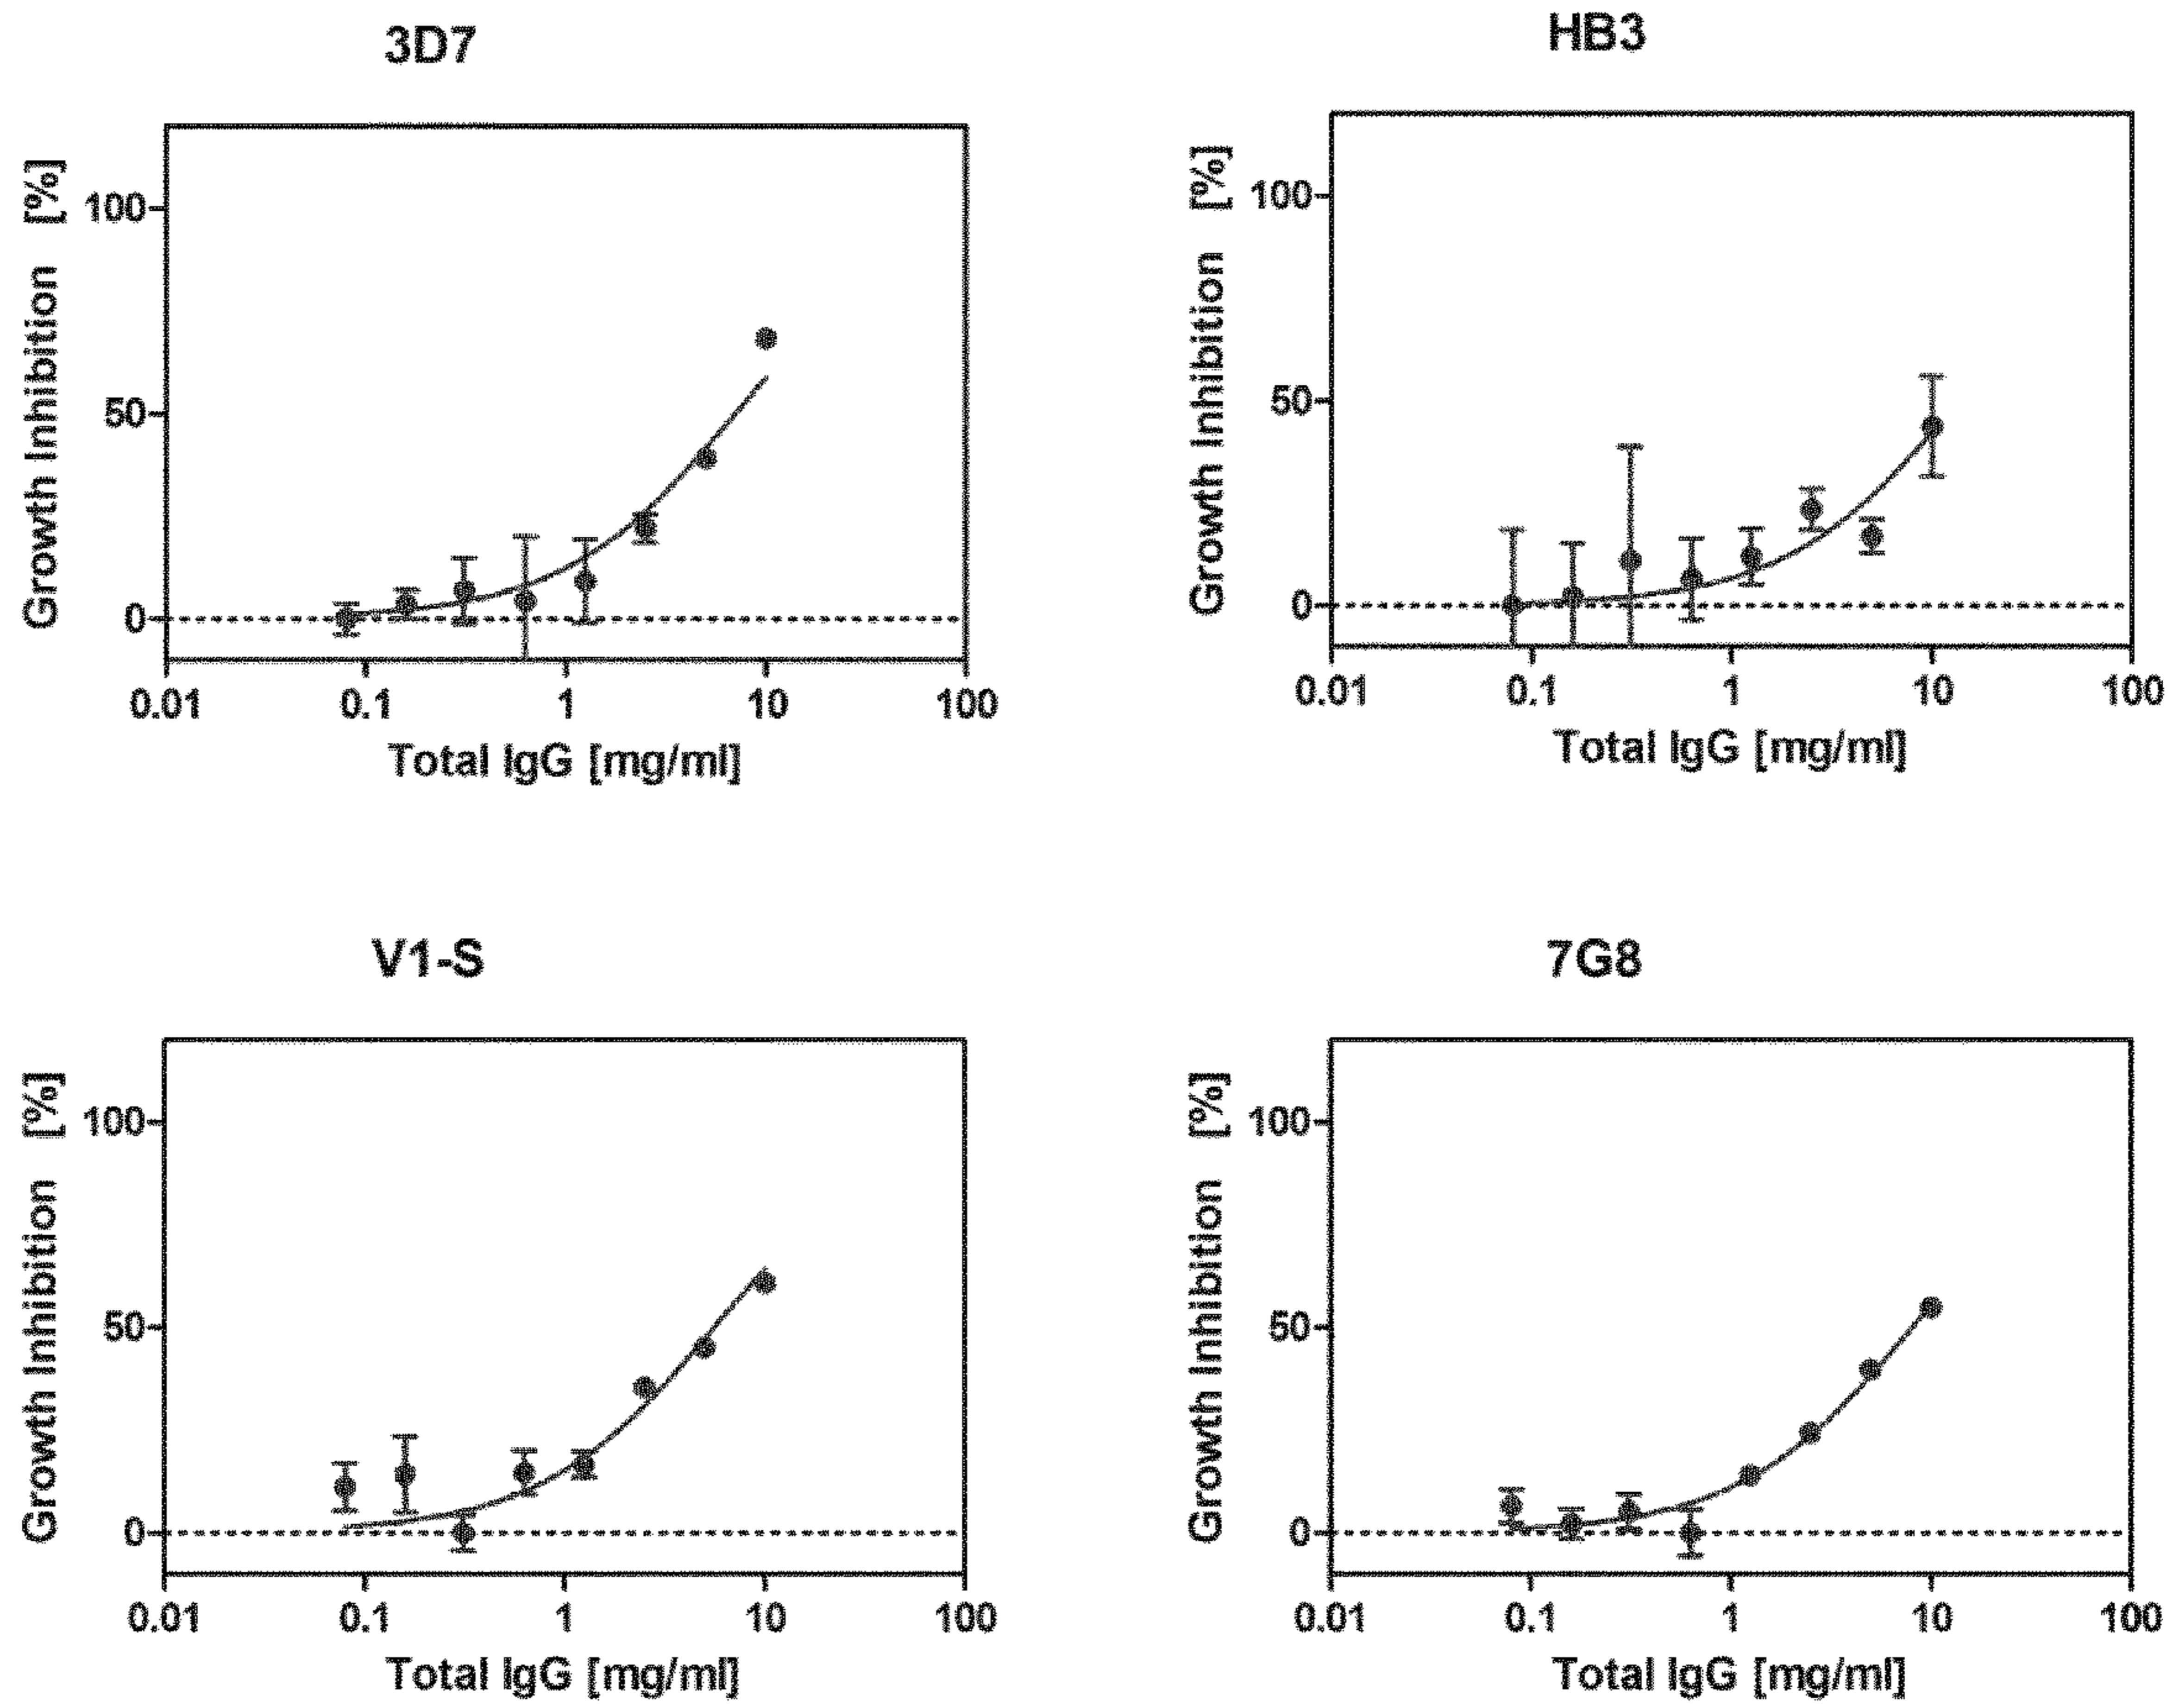 3D7
Growth Inhibition [%]
100
50
0
0.01 0.1 1 10 100
Total IgG [mg/ml]
HB3
Growth Inhibition [%]
100
50
0
0.01 0.1 1 10 100
Total IgG [mg/ml]
V1-S
Growth Inhibition [%]
100
50
0
0.01 0.1 1 10 100
Total IgG [mg/ml]
7G8
Growth Inhibition [%]
100
50
0
0.01 0.1 1 10 100
Total IgG [mg/ml]